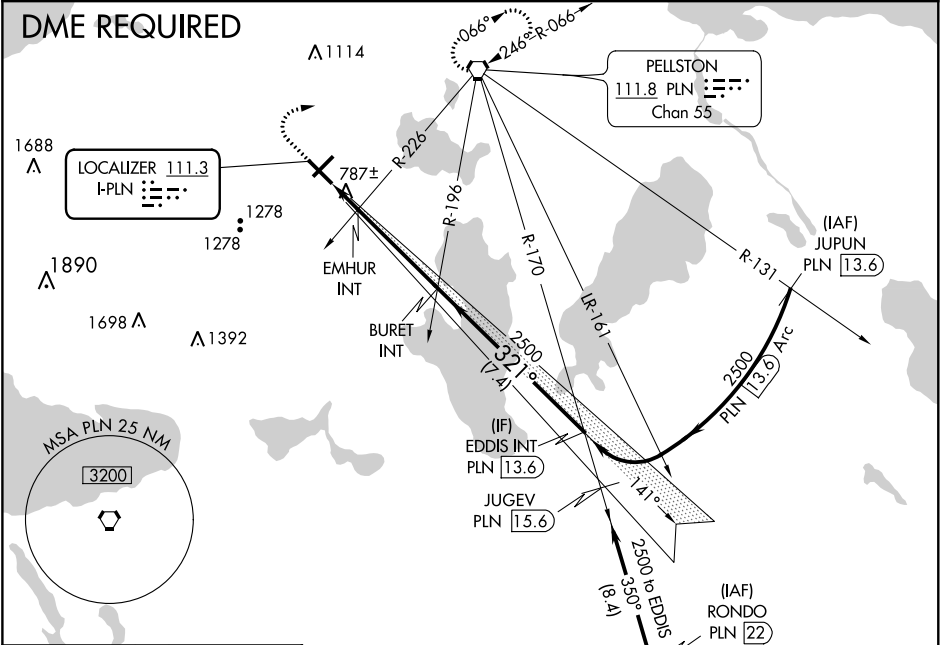 DME REQUIRED
1114
066°
246°
R-066
PELLSTON
111.8 PLN
Chan 55
1688
LOCALIZER 111.3
I-PLN
787±
R-226
R-196
R-170
LR-161
R-131
1278
1278
(IAF)
JUPUN
PLN 13.6
1890
EMHUR
INT
1698
1392
BURET
INT
2500
321°
(7.4)
2500
PLN 13.6 Arc
(IF)
EDDIS INT
PLN 13.6
MSA PLN 25 NM
3200
JUGEV
PLN 15.6
141°
2500 to EDDIS
350°
(8.4)
(IAF)
RONDO
PLN 22